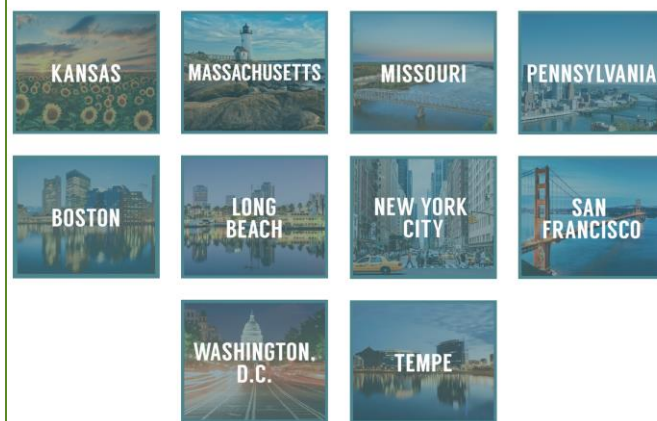 KANSAS
MASSACHUSETTS
MISSOURI
PENNSYLVANIA
BOSTON
LONG
BEACH
NEW YORK
CITY
SAN
FRANCISCO
WASHINGTON.
D.C.
TEMPE